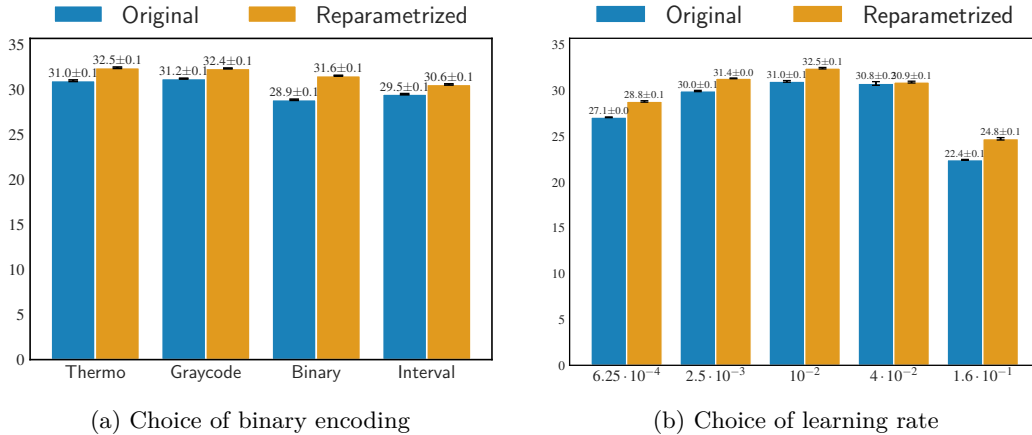 Original Reparametrized
35
30
25
20
15
10
5
0
31.0±0.1 32.5±0.1 31.2±0.1 32.4±0.1 28.9±0.1 31.6±0.1 29.5±0.1 30.6±0.1
Thermo Graycode Binary Interval
(a) Choice of binary encoding
Original Reparametrized
35
30
25
20
15
10
5
0
27.1±0.0 28.8±0.1 30.0±0.1 31.4±0.0 31.0±0.1 32.5±0.1 30.8±0.2 30.9±0.1 22.4±0.1 24.8±0.1
6.25 · 10⁻⁴ 2.5 · 10⁻³ 10⁻² 4 · 10⁻² 1.6 · 10⁻¹
(b) Choice of learning rate